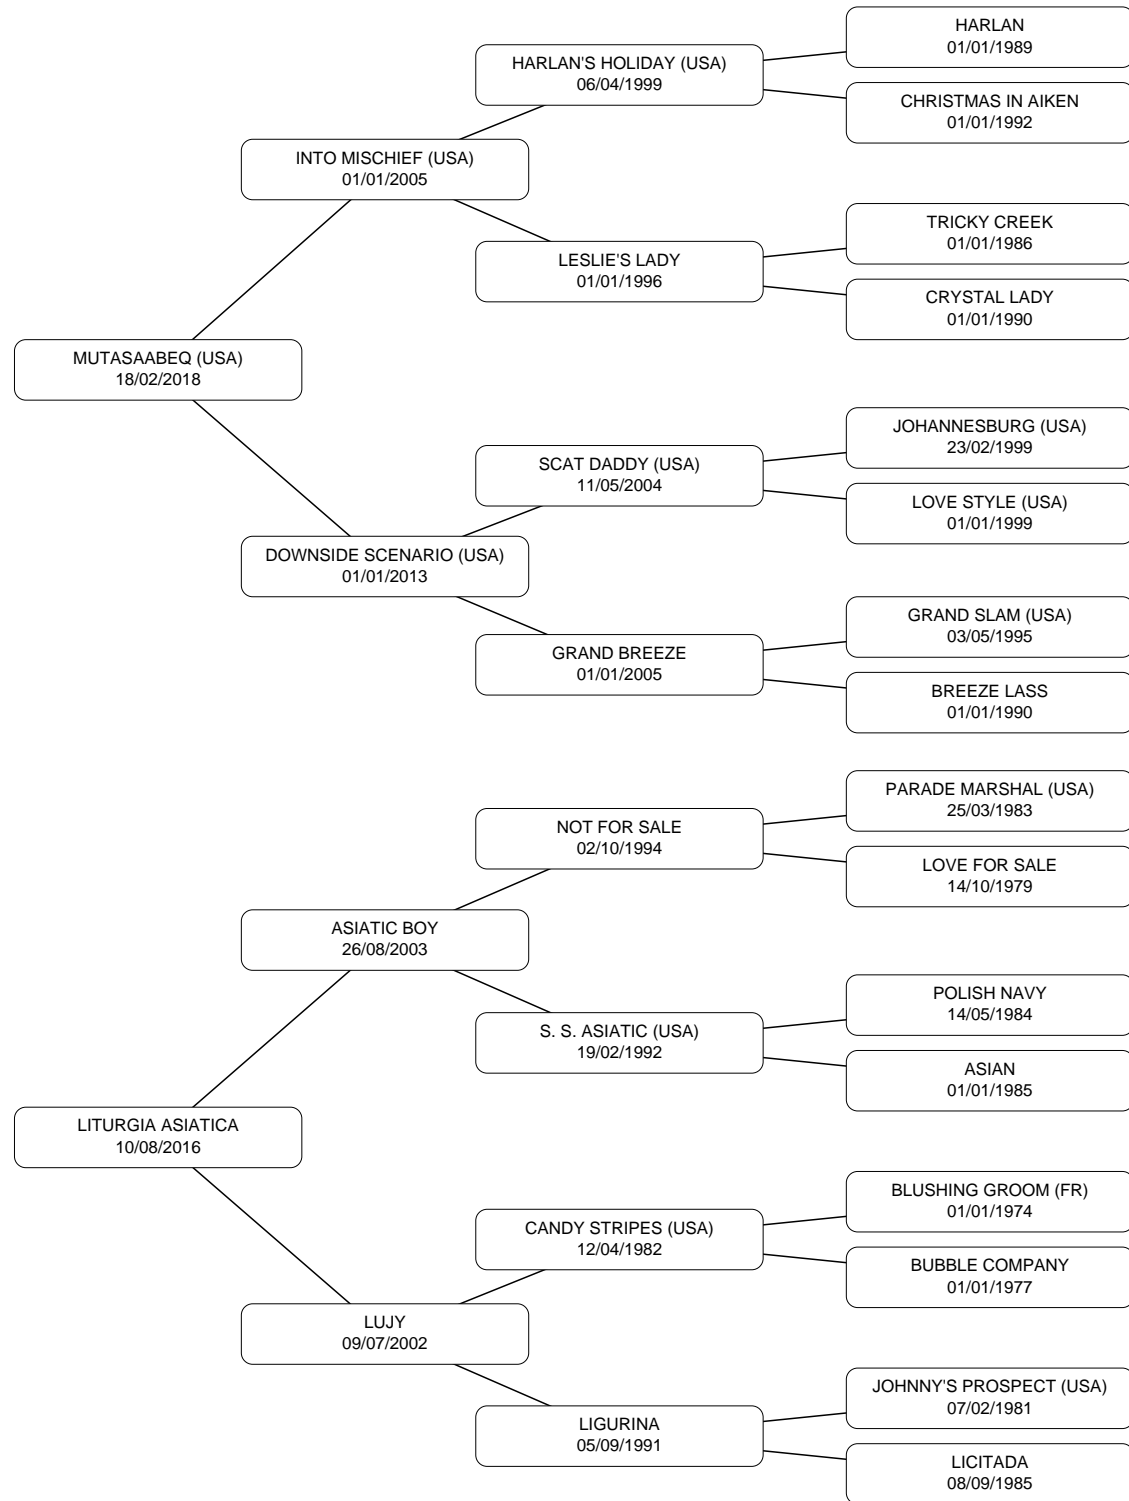 HARLAN
01/01/1989
HARLAN'S HOLIDAY (USA)
06/04/1999
CHRISTMAS IN AIKEN
01/01/1992
INTO MISCHIEF (USA)
01/01/2005
TRICKY CREEK
01/01/1986
LESLIE'S LADY
01/01/1996
CRYSTAL LADY
01/01/1990
MUTASAABEQ (USA)
18/02/2018
JOHANNESBURG (USA)
23/02/1999
SCAT DADDY (USA)
11/05/2004
LOVE STYLE (USA)
01/01/1999
DOWNSIDE SCENARIO (USA)
01/01/2013
GRAND SLAM (USA)
03/05/1995
GRAND BREEZE
01/01/2005
BREEZE LASS
01/01/1990
PARADE MARSHAL (USA)
25/03/1983
NOT FOR SALE
02/10/1994
LOVE FOR SALE
14/10/1979
ASIATIC BOY
26/08/2003
POLISH NAVY
14/05/1984
S. S. ASIATIC (USA)
19/02/1992
ASIAN
01/01/1985
LITURGIA ASIATICA
10/08/2016
BLUSHING GROOM (FR)
01/01/1974
CANDY STRIPES (USA)
12/04/1982
BUBBLE COMPANY
01/01/1977
LUJY
09/07/2002
JOHNNY'S PROSPECT (USA)
07/02/1981
LIGURINA
05/09/1991
LICITADA
08/09/1985